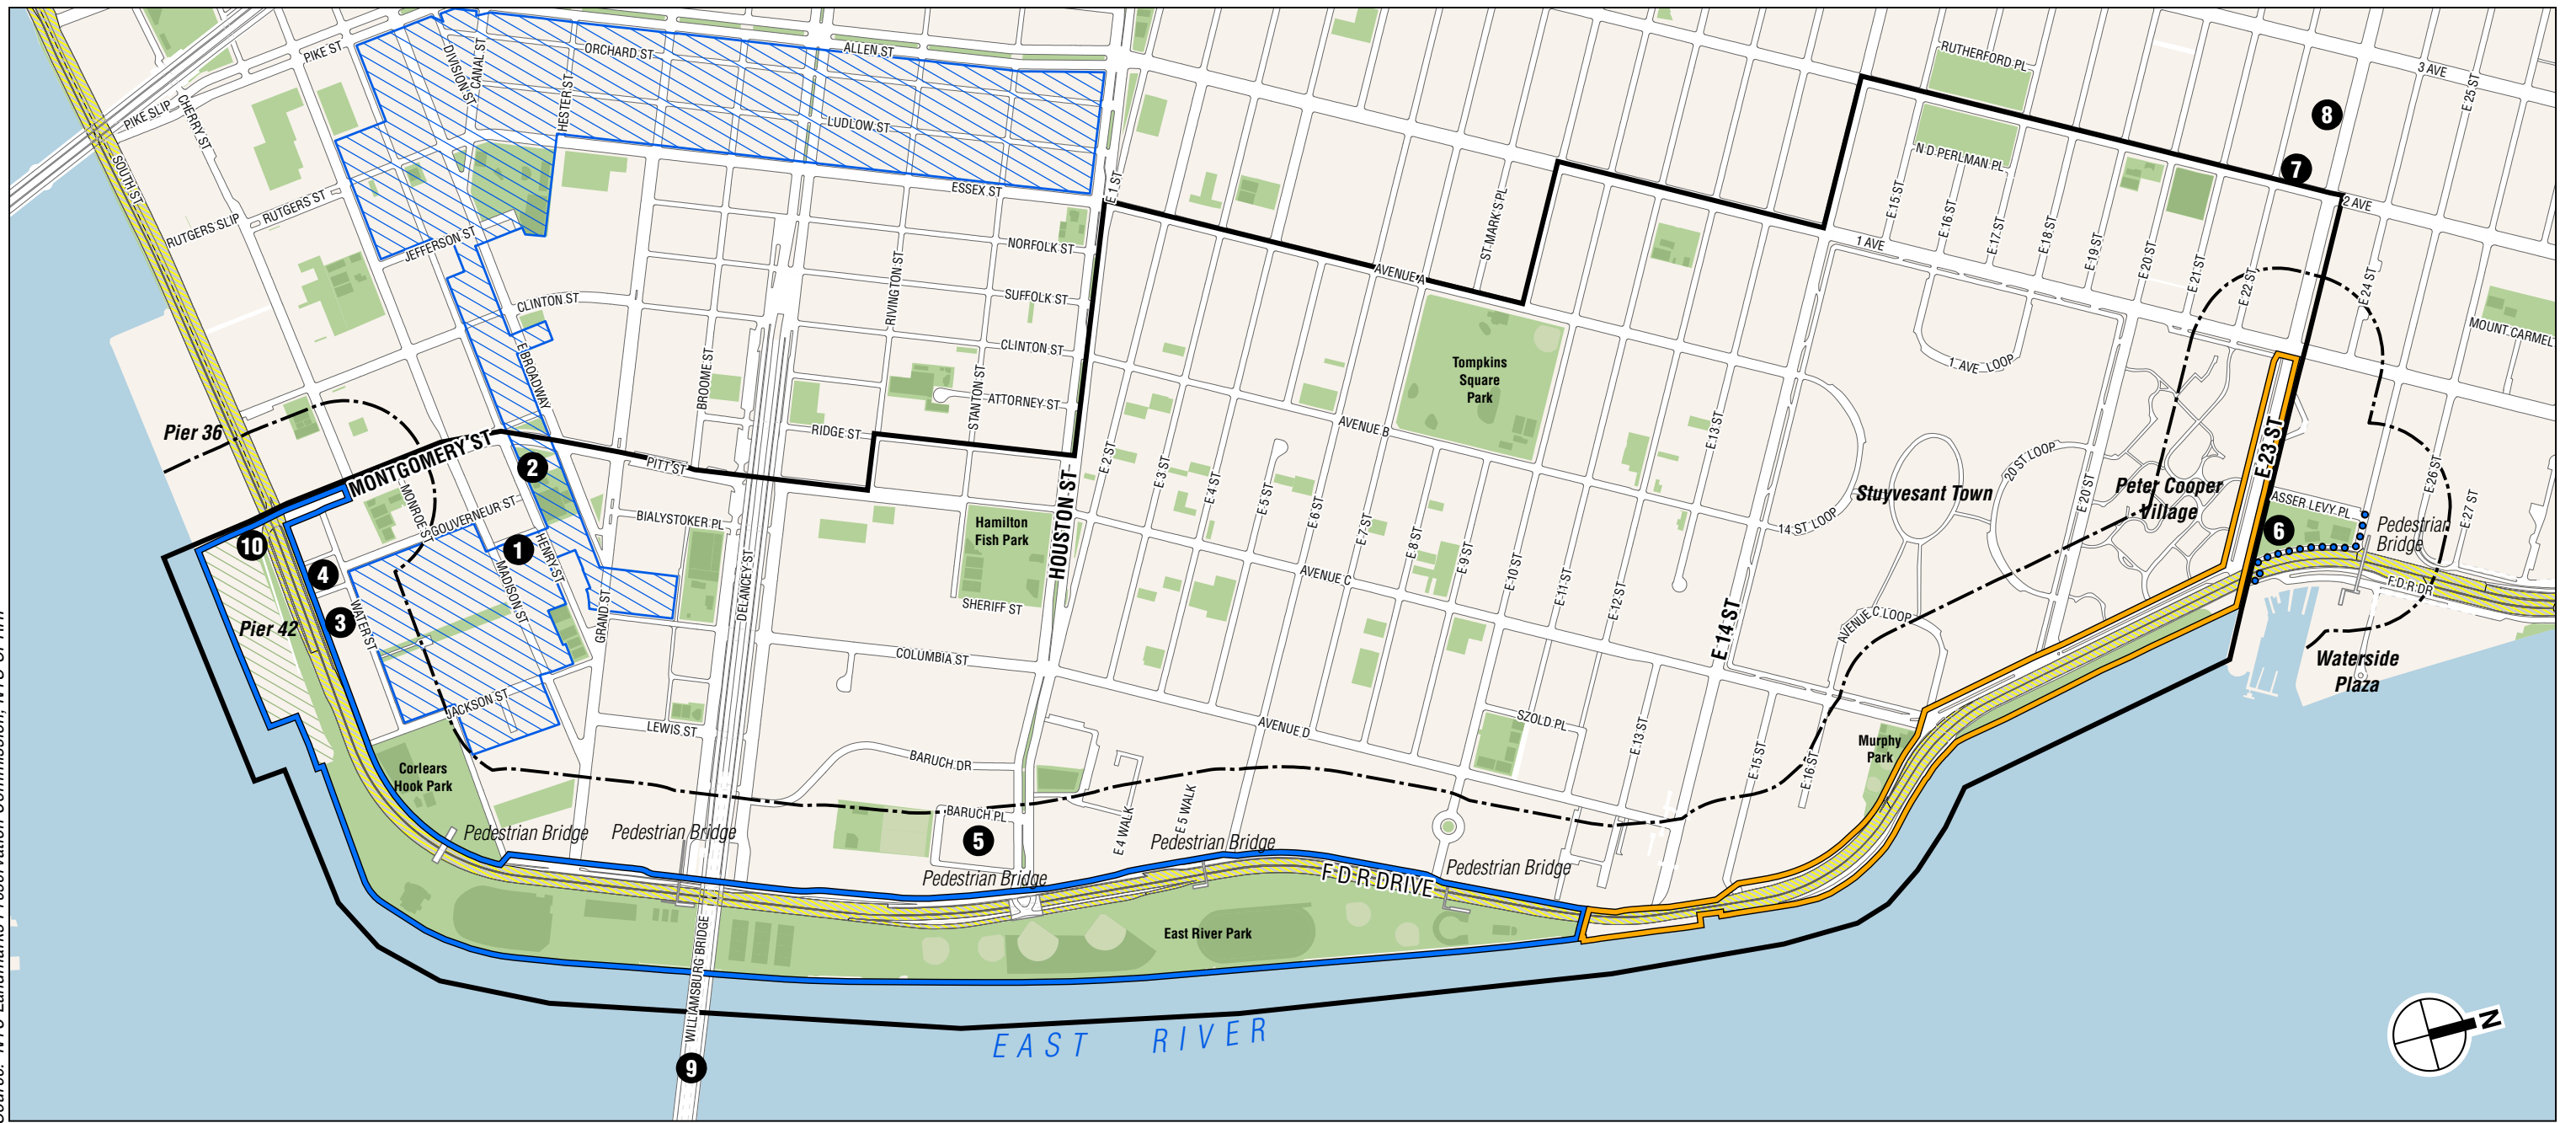 PIKE ST
DIVISION ST
CANAL ST
ORCHARD ST
ALLEN ST
RUTHERFORD PL
3 AVE
E 25 ST
PIKE SLIP
CHERRY ST
HESTER ST
LUDLOW ST
8
N D PERLMAN PL
7
SOUTH ST
ESSEX ST
E 1 ST
ST MARK'S PL
E 15 ST
E 16 ST
E 17 ST
E 18 ST
E 19 ST
E 20 ST
E 21 ST
E 22 ST
2 AVE
E 24 ST
RUTGERS SLIP
RUTGERS ST
JEFFERSON ST
NORFOLK ST
1 AVE
AVENUE A
CLINTON ST
RIVINGTON ST
SUFFOLK ST
MOUNT CARMEL
CLINTON ST
E BROADWAY
BROOME ST
STANTON ST
ATTORNEY ST
Tompkins
Square
Park
1 AVE LOOP
Pier 36
MONTGOMERY ST
RIDGE ST
AVENUE B
E 13 ST
E 23 ST
2
PITT ST
E 2 ST
E 3 ST
E 4 ST
E 5 ST
E 6 ST
E 7 ST
E 8 ST
E 9 ST
E 10 ST
E 11 ST
E 12 ST
20 ST LOOP
E 20 ST
Stuyvesant Town
Peter Cooper
Village
E 26 ST
E 27 ST
MONROE ST
GOUVERNEUR ST
BIALYSTOKER PL
Hamilton
Fish Park
HOUSTON ST
14 ST LOOP
ASSER LEVY PL
6
Pedestrian
Bridge
10
1
HENRY ST
MADISON ST
4
3
WATER ST
GRAND ST
DELANCEY ST
SHERIFF ST
AVENUE C
E 14 ST
AVENUE C LOOP
F D R DR
Pier 42
COLUMBIA ST
Waterside
Plaza
JACKSON ST
LEWIS ST
AVENUE D
SZOLD PL
E 13 ST
E 15 ST
E 16 ST
Murphy
Park
Corlears
Hook Park
BARUCH DR
BARUCH PL
5
E 4 WALK
E 5 WALK
Pedestrian Bridge
Pedestrian Bridge
Pedestrian Bridge
Pedestrian Bridge
Pedestrian Bridge
F D R DRIVE
East River Park
WILLIAMSBURG BRIDGE
9
EAST RIVER
N